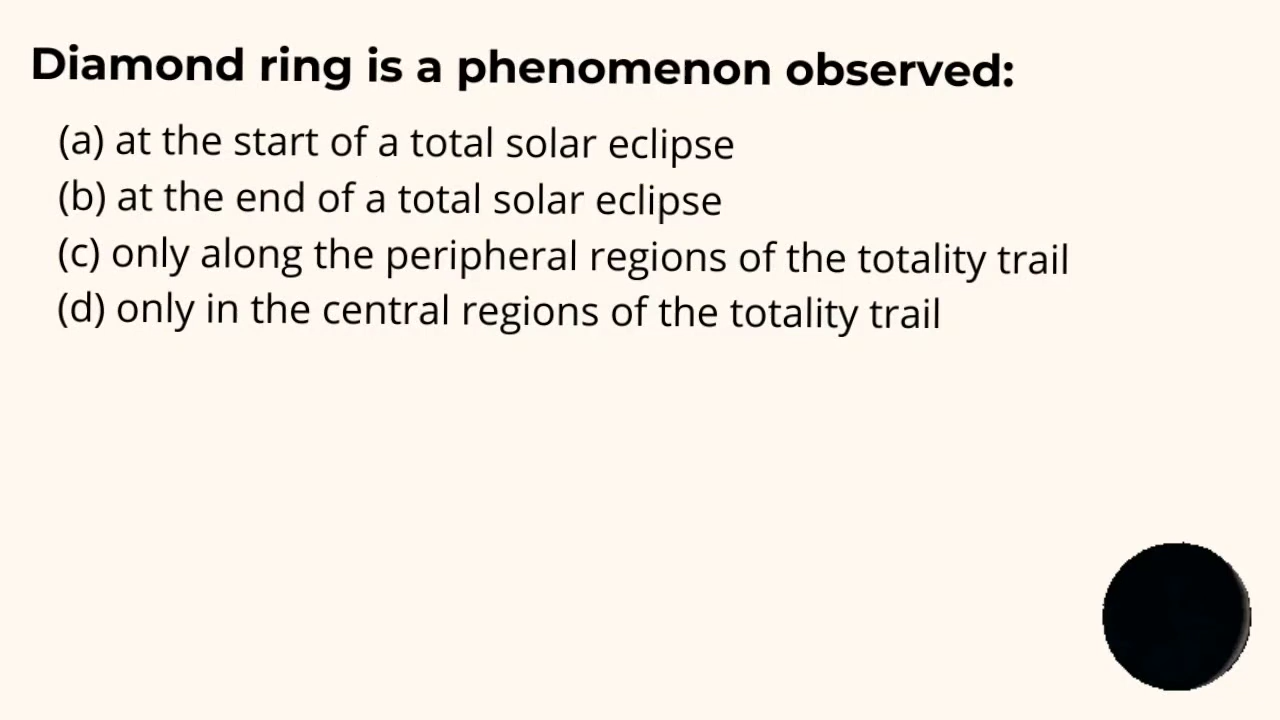 Diamond ring is a phenomenon observed:
(a) at the start of a total solar eclipse
(b) at the end of a total solar eclipse
(c) only along the peripheral regions of the totality trail
(d) only in the central regions of the totality trail